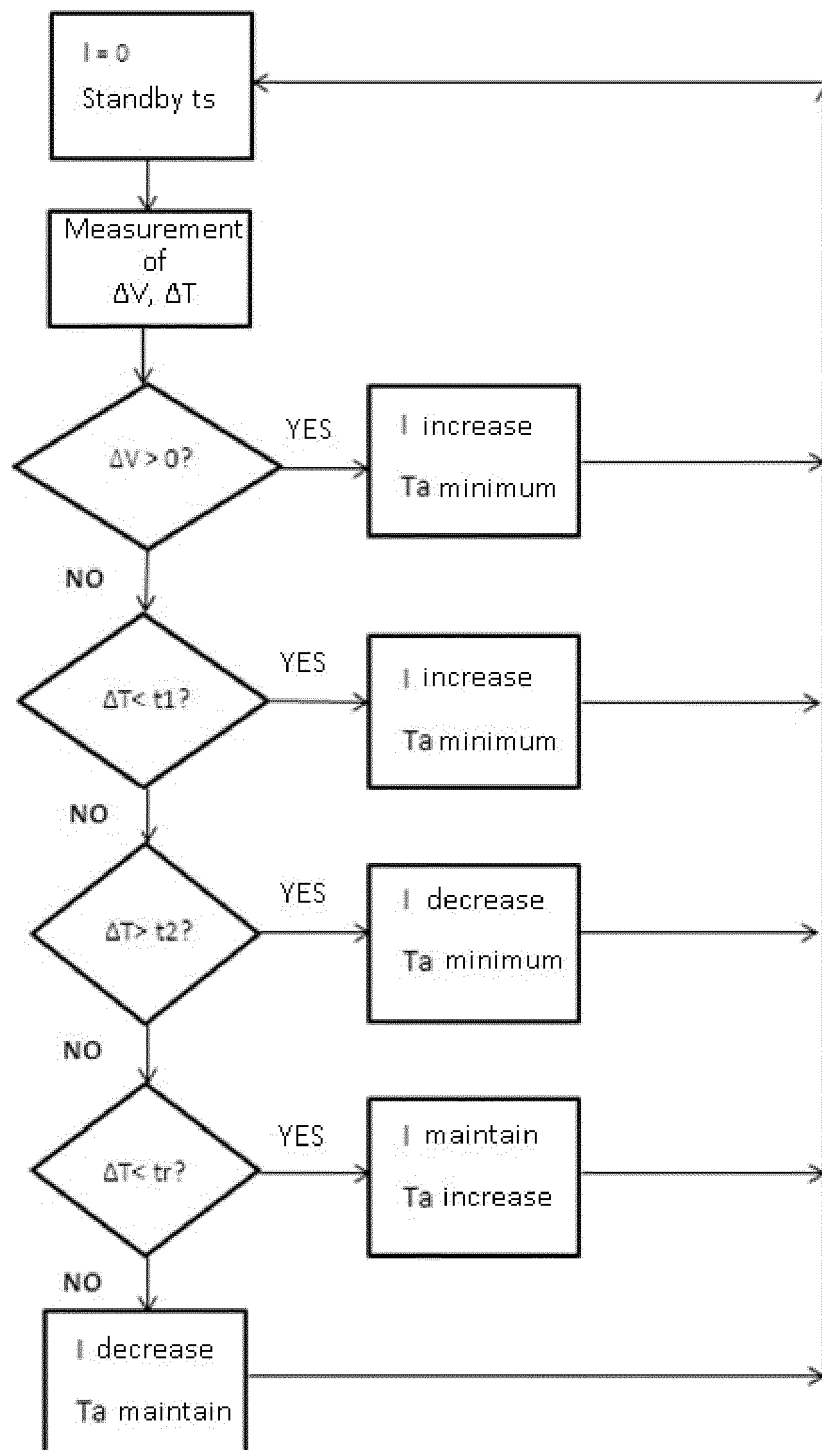 I = 0
Standby ts
Measurement
of
ΔV, ΔT
ΔV > 0?
YES
I increase
Ta minimum
NO
ΔT< t1?
YES
I increase
Ta minimum
NO
ΔT> t2?
YES
I decrease
Ta minimum
NO
ΔT< tr?
YES
I maintain
Ta increase
NO
I decrease
Ta maintain